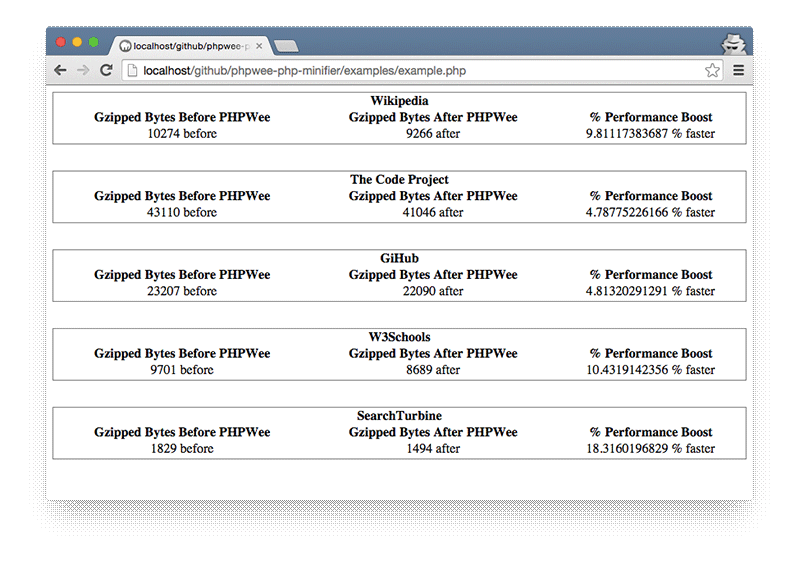 localhost/github/phpwee-p
localhost/github/phpwee-php-minifier/examples/example.php
Wikipedia
Gzipped Bytes Before PHPWee Gzipped Bytes After PHPWee % Performance Boost
10274 before 9266 after 9.81117383687 % faster
The Code Project
Gzipped Bytes Before PHPWee Gzipped Bytes After PHPWee % Performance Boost
43110 before 41046 after 4.78775226166 % faster
GiHub
Gzipped Bytes Before PHPWee Gzipped Bytes After PHPWee % Performance Boost
23207 before 22090 after 4.81320291291 % faster
W3Schools
Gzipped Bytes Before PHPWee Gzipped Bytes After PHPWee % Performance Boost
9701 before 8689 after 10.4319142356 % faster
SearchTurbine
Gzipped Bytes Before PHPWee Gzipped Bytes After PHPWee % Performance Boost
1829 before 1494 after 18.3160196829 % faster